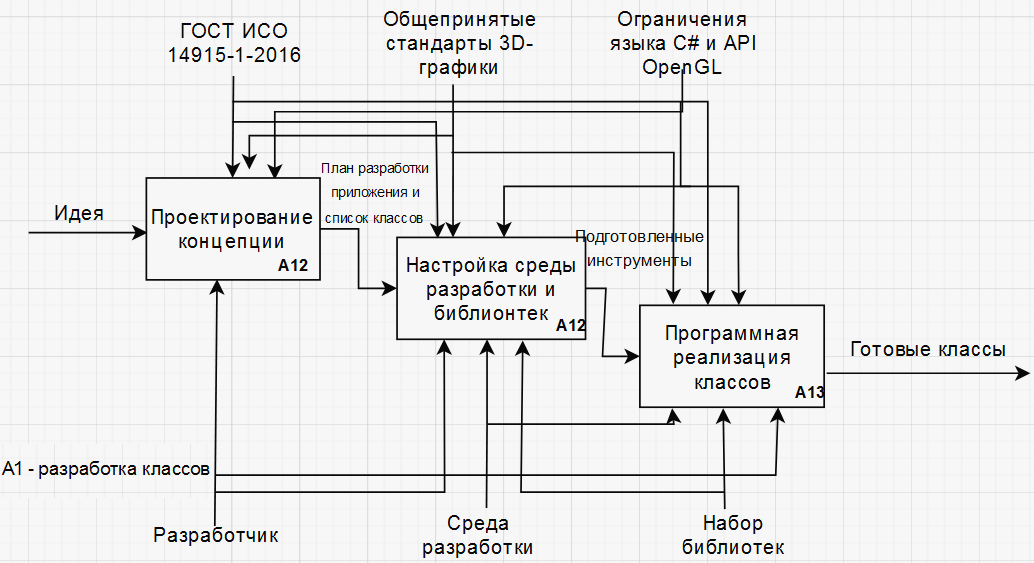 ГОСТ ИСО
14915-1-2016
Общепринятые
стандарты 3D-
графики
Ограничения
языка C# и API
OpenGL
План разработки
приложения и
список классов
Идея
Проектирование
концепции
A12
Подготовленные
инструменты
Настройка среды
разработки и
библионтек
A12
Программная
реализация
классов
A13
Готовые классы
А1 - разработка классов
Разработчик
Среда
разработки
Набор
библиотек